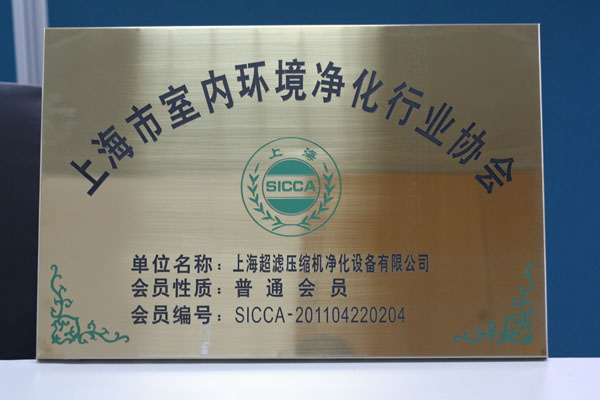 上海市室内环境净化行业协会
上海
SICCA
单位名称：上海超滤压缩机净化设备有限公司
会员性质：普通会员
会员编号：SICCA-201104220204